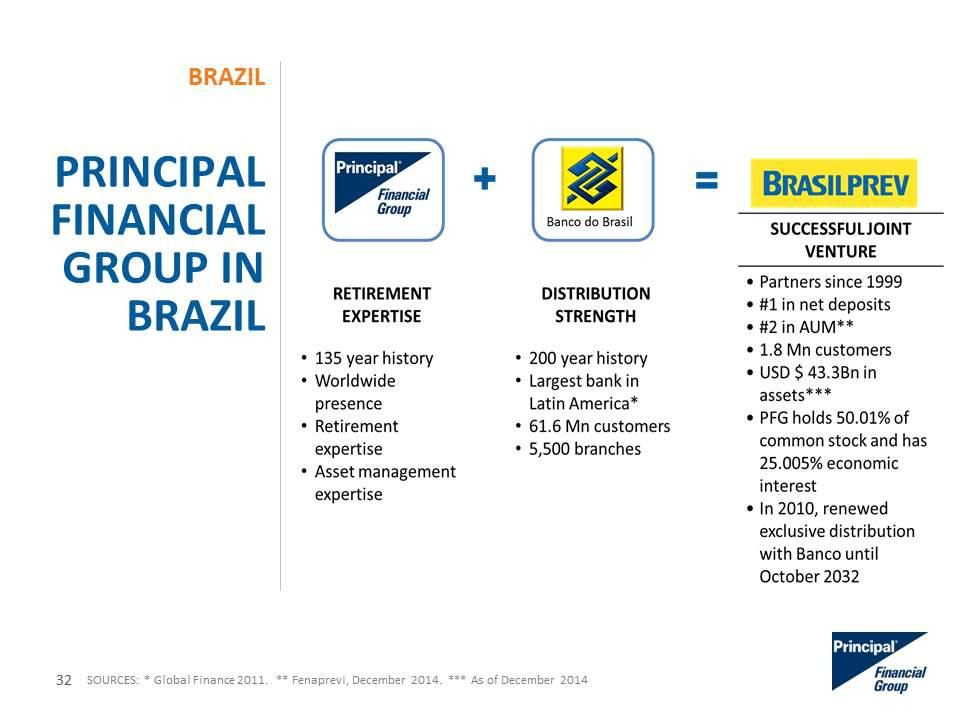 BRAZIL
PRINCIPAL
FINANCIAL
GROUP IN
BRAZIL
Principal®
Financial
Group
+
Banco do Brasil
=
BRASILPREV
RETIREMENT
EXPERTISE
• 135 year history
• Worldwide
presence
• Retirement
expertise
• Asset management
expertise
DISTRIBUTION
STRENGTH
• 200 year history
• Largest bank in
Latin America*
• 61.6 Mn customers
• 5,500 branches
SUCCESSFUL JOINT
VENTURE
• Partners since 1999
• #1 in net deposits
• #2 in AUM**
• 1.8 Mn customers
• USD $ 43.3Bn in
assets***
• PFG holds 50.01% of
common stock and has
25.005% economic
interest
• In 2010, renewed
exclusive distribution
with Banco until
October 2032
32 SOURCES: * Global Finance 2011. ** Fenaprevi, December 2014. *** As of December 2014
Principal®
Financial
Group